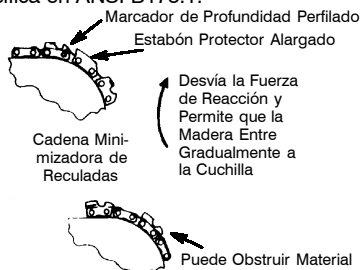 Marcador de Profundidad Perfilado
Estabón Protector Alargado
Desvía la Fuerza
de Reacción y
Permite que la
Madera Entre
Gradualmente a
la Cuchilla
Cadena Mini-
mizadora de
Reculadas
Puede Obstruir Material